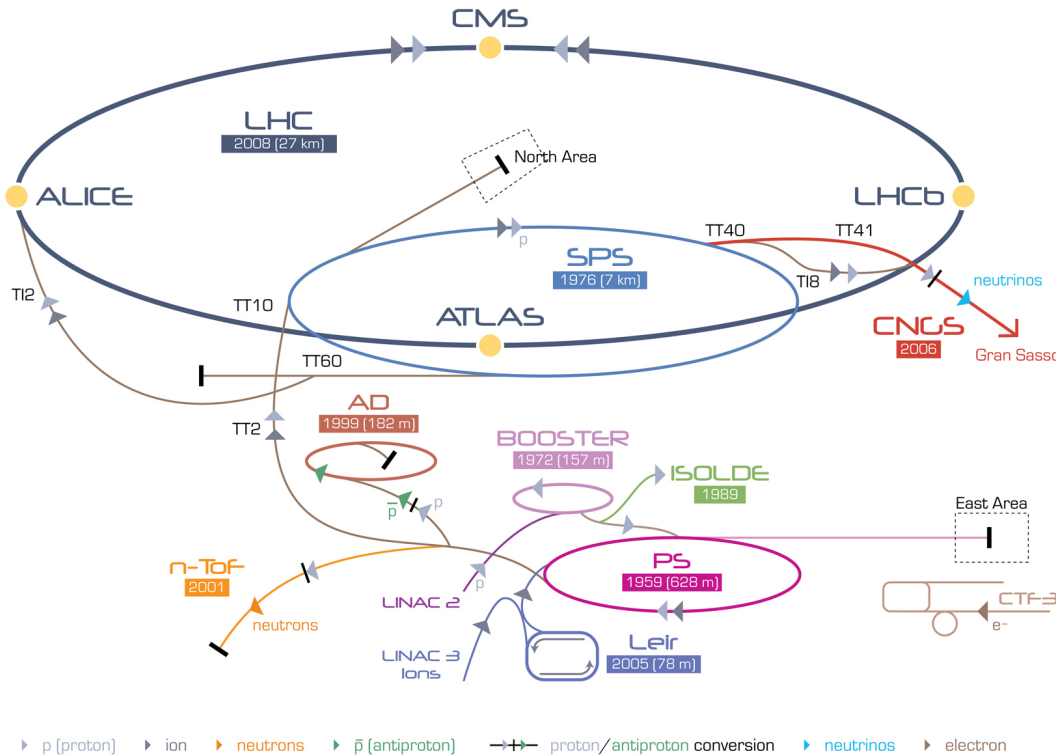 CMS
LHC
2008 (27 km)
North Area
ALICE
LHCb
TT40
TT41
p
SPS
1976 (7 km)
TI8
TI2
TT10
neutrinos
ATLAS
CNGS
2006
Gran Sasso
TT60
AD
1999 (182 m)
TT2
BOOSTER
1972 (157 m)
ISOLDE
1989
p
p̅
East Area
n-ToF
2001
PS
1959 (628 m)
p
LINAC 2
neutrons
CTF-3
e-
LINAC 3
Ions
Leir
2005 (78 m)
p (proton)
ion
neutrons
p̅ (antiproton)
proton/antiproton conversion
neutrinos
electron